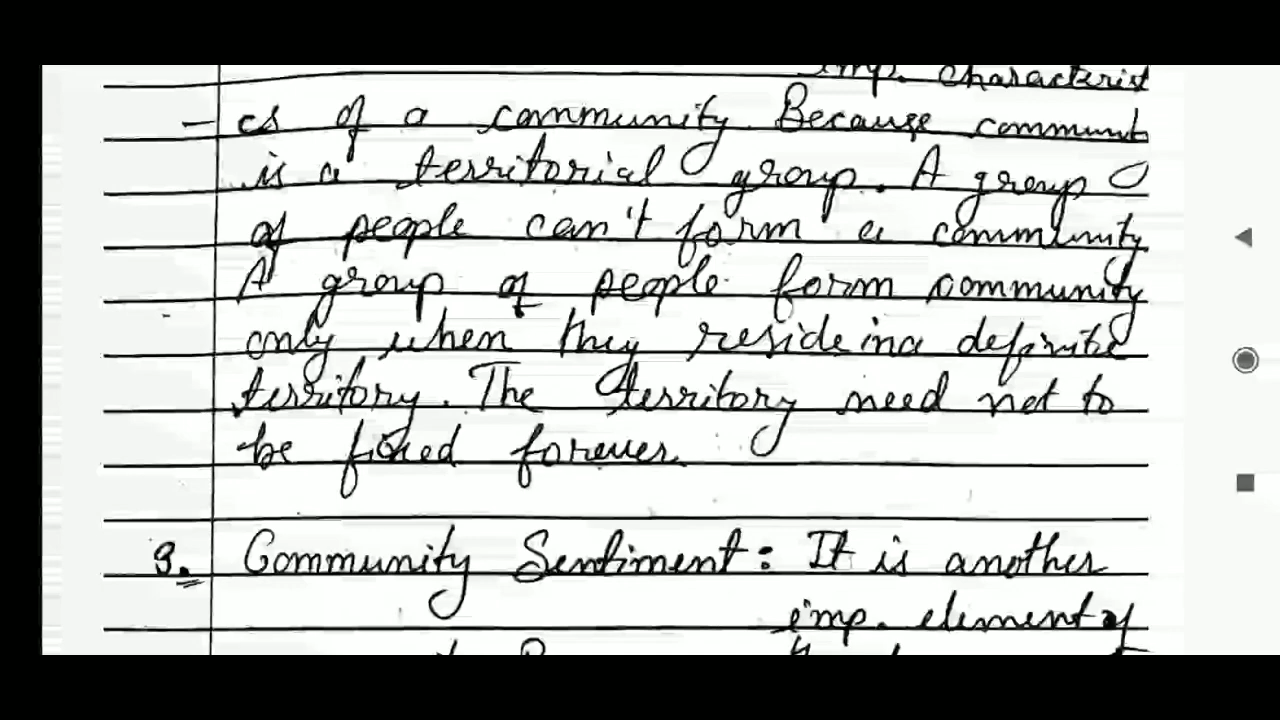 imp. characterist
- cs of a community. Because communit
is a territorial group. A group
of people can't form a community
A group of people form community
only when they reside in a definite
territory. The territory need not to
be fixed forever.
3. Community Sentiment: It is another
imp. element of